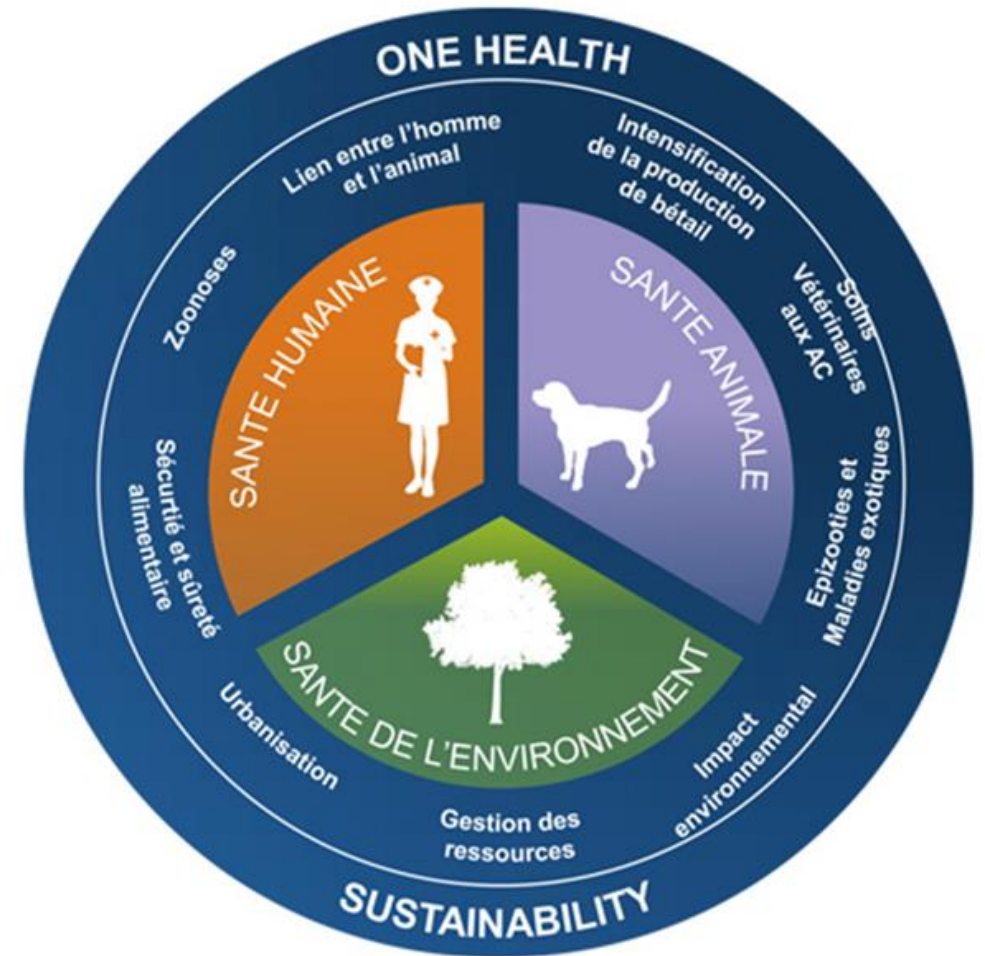 ONE HEALTH
Lien entre l'homme
et l'animal
Intensification
de la production
de bétail
Zoonoses
Soins
Vétérinaires
aux AC
SANTE HUMAINE
SANTE ANIMALE
Sécurtié et sûreté
alimentaire
Epizooties et
Maladies exotiques
SANTE DE L'ENVIRONNEMENT
Urbanisation
Impact
environnemental
Gestion des
ressources
SUSTAINABILITY